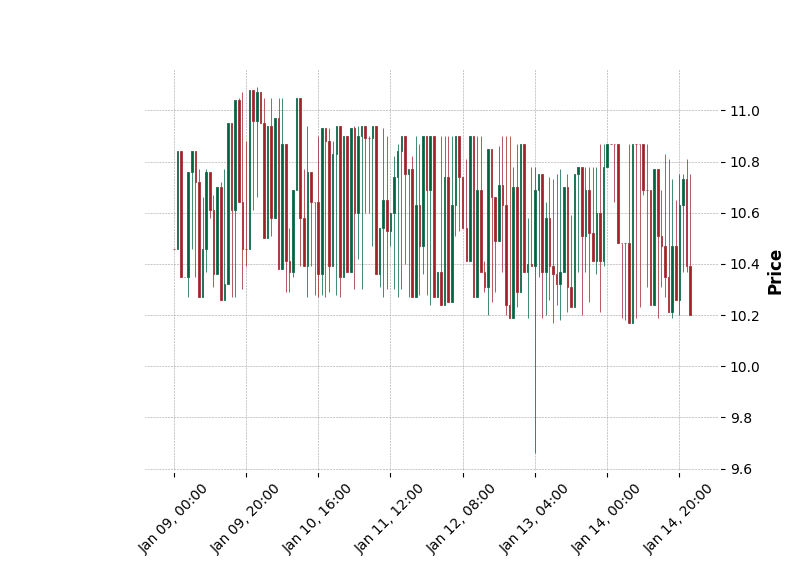 11.0
10.8
10.6
10.4
10.2
10.0
9.8
9.6
Price
Jan 09, 00:00
Jan 09, 20:00
Jan 10, 16:00
Jan 11, 12:00
Jan 12, 08:00
Jan 13, 04:00
Jan 14, 00:00
Jan 14, 20:00